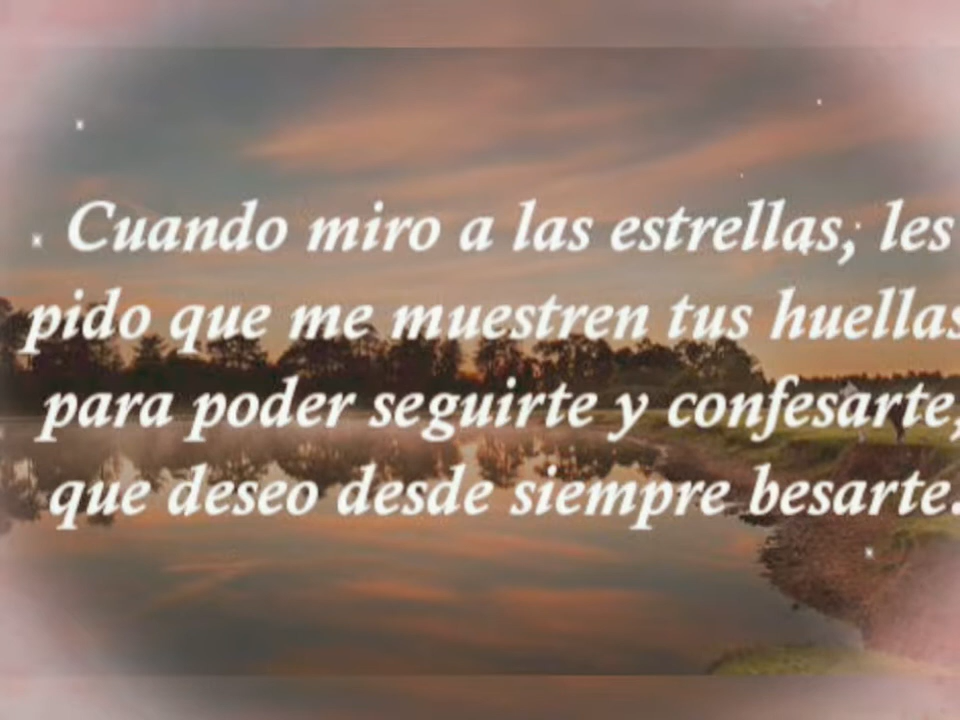 Cuando miro a las estrellas, les
pido que me muestren tus huellas
para poder seguirte y confesarte,
que deseo desde siempre besarte.